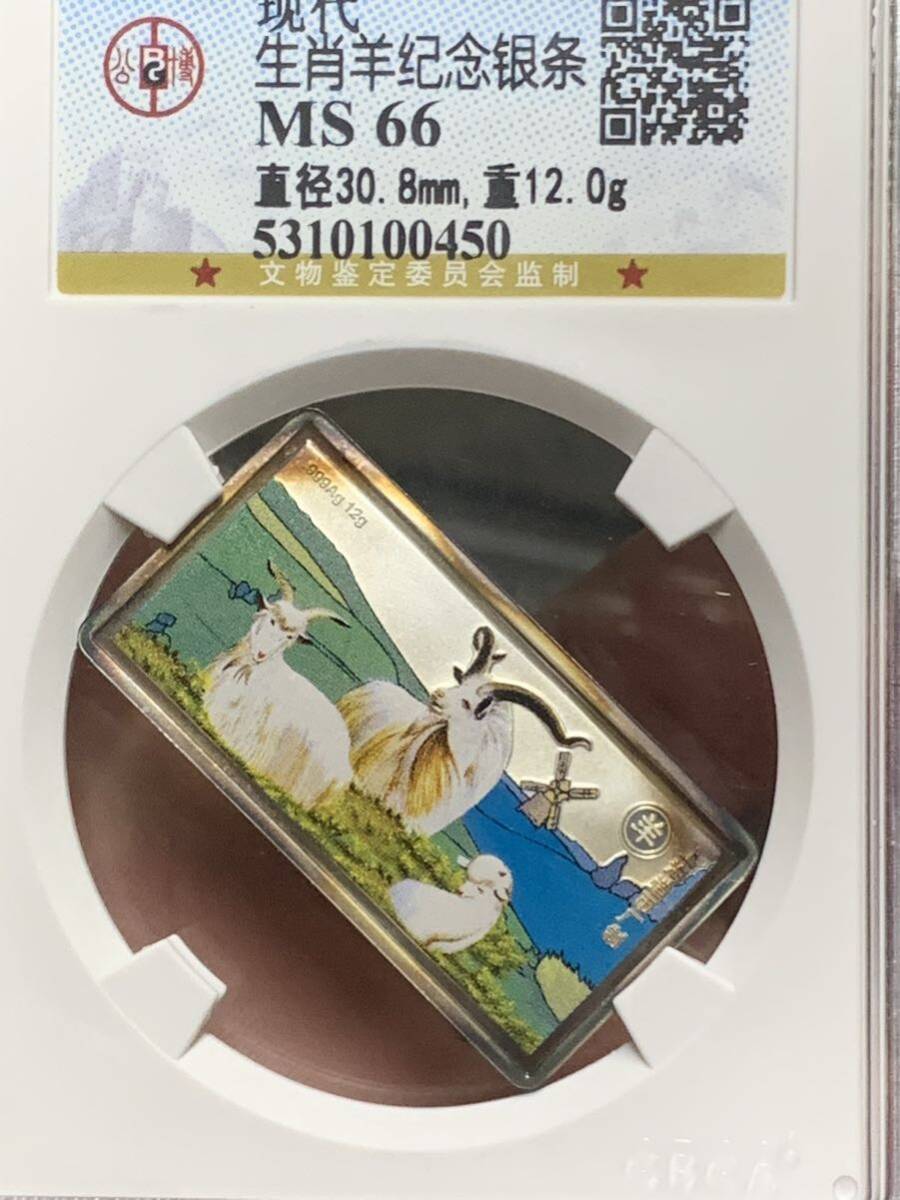 现代
公 博
生肖羊纪念银条
MS 66
直径30.8mm,重12.0g
5310100450
文物鉴定委员会监制
.999Ag 12g
羊